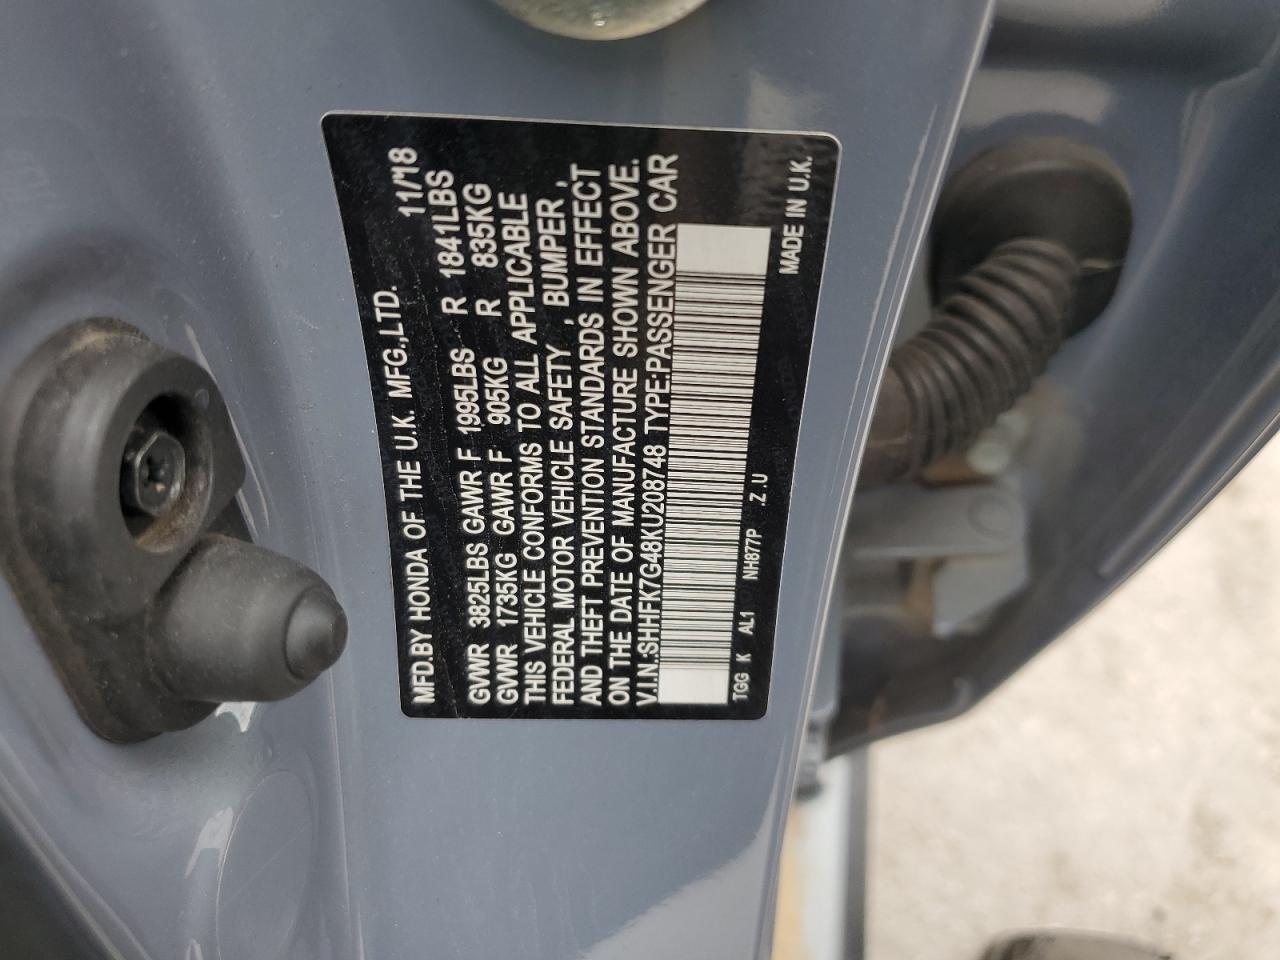 MFD.BY HONDA OF THE U.K. MFG.,LTD. 11/18
GVWR 3825LBS GAWR F 1995LBS R 1841LBS
GVWR 1735KG GAWR F 905KG R 835KG
THIS VEHICLE CONFORMS TO ALL APPLICABLE
FEDERAL MOTOR VEHICLE SAFETY , BUMPER ,
AND THEFT PREVENTION STANDARDS IN EFFECT
ON THE DATE OF MANUFACTURE SHOWN ABOVE.
V.I.N.:SHHFK7G48KU208748 TYPE:PASSENGER CAR
TGG K AL1 NH877P .Z.U MADE IN U.K.